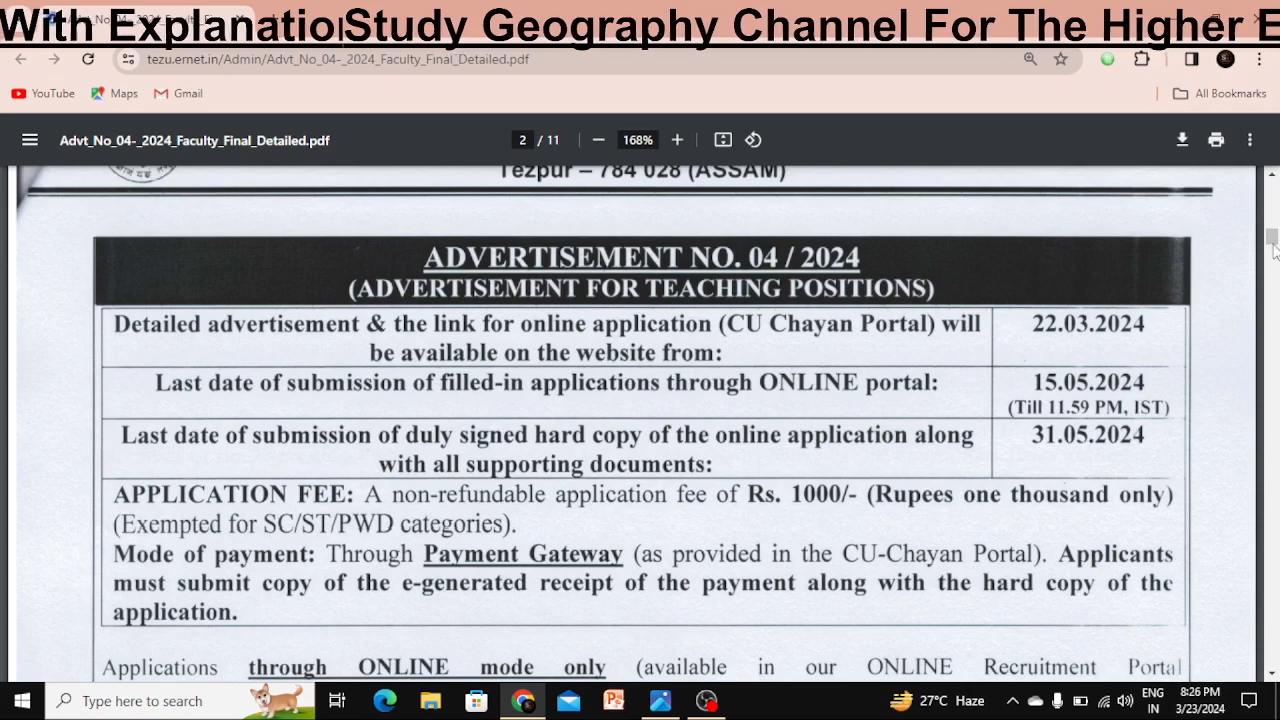 With ExplanatioStudy Geography Channel For The Higher E
tezu.ernet.in/Admin/Advt_No_04-_2024_Faculty_Final_Detailed.pdf
YouTube Maps Gmail All Bookmarks
Advt_No_04-_2024_Faculty_Final_Detailed.pdf 2 / 11 168%
Tezpur – 784 028 (ASSAM)
ADVERTISEMENT NO. 04 / 2024
(ADVERTISEMENT FOR TEACHING POSITIONS)
Detailed advertisement & the link for online application (CU Chayan Portal) will 22.03.2024
be available on the website from:
Last date of submission of filled-in applications through ONLINE portal: 15.05.2024
(Till 11.59 PM, IST)
Last date of submission of duly signed hard copy of the online application along 31.05.2024
with all supporting documents:
APPLICATION FEE: A non-refundable application fee of Rs. 1000/- (Rupees one thousand only)
(Exempted for SC/ST/PWD categories).
Mode of payment: Through Payment Gateway (as provided in the CU-Chayan Portal). Applicants
must submit copy of the e-generated receipt of the payment along with the hard copy of the
application.
Applications through ONLINE mode only (available in our ONLINE Recruitment Portal
Type here to search 27°C Haze ENG 8:26 PM
IN 3/23/2024